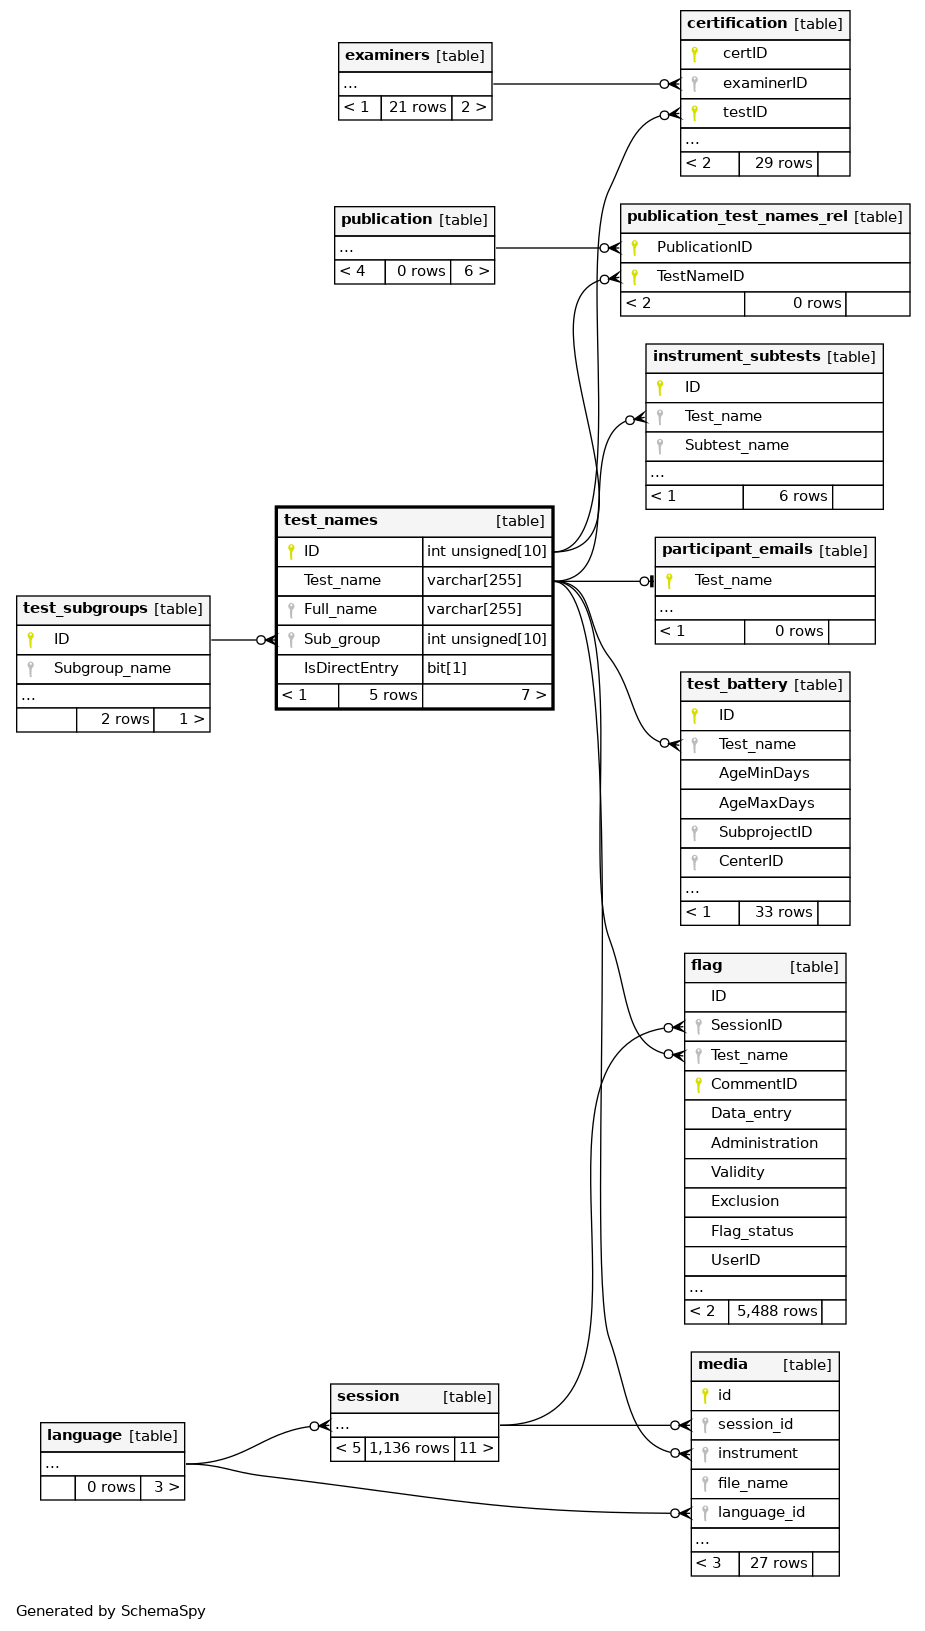 examiners [table]
...
< 1 21 rows 2 >
certification [table]
certID
examinerID
testID
...
< 2 29 rows
publication [table]
...
< 4 0 rows 6 >
publication_test_names_rel [table]
PublicationID
TestNameID
< 2 0 rows
instrument_subtests [table]
ID
Test_name
Subtest_name
...
< 1 6 rows
test_names [table]
ID int unsigned[10]
Test_name varchar[255]
Full_name varchar[255]
Sub_group int unsigned[10]
IsDirectEntry bit[1]
< 1 5 rows 7 >
participant_emails [table]
Test_name
...
< 1 0 rows
test_subgroups [table]
ID
Subgroup_name
...
2 rows 1 >
test_battery [table]
ID
Test_name
AgeMinDays
AgeMaxDays
SubprojectID
CenterID
...
< 1 33 rows
flag [table]
ID
SessionID
Test_name
CommentID
Data_entry
Administration
Validity
Exclusion
Flag_status
UserID
...
< 2 5,488 rows
media [table]
id
session_id
instrument
file_name
language_id
...
< 3 27 rows
session [table]
...
< 5 1,136 rows 11 >
language [table]
...
0 rows 3 >
Generated by SchemaSpy